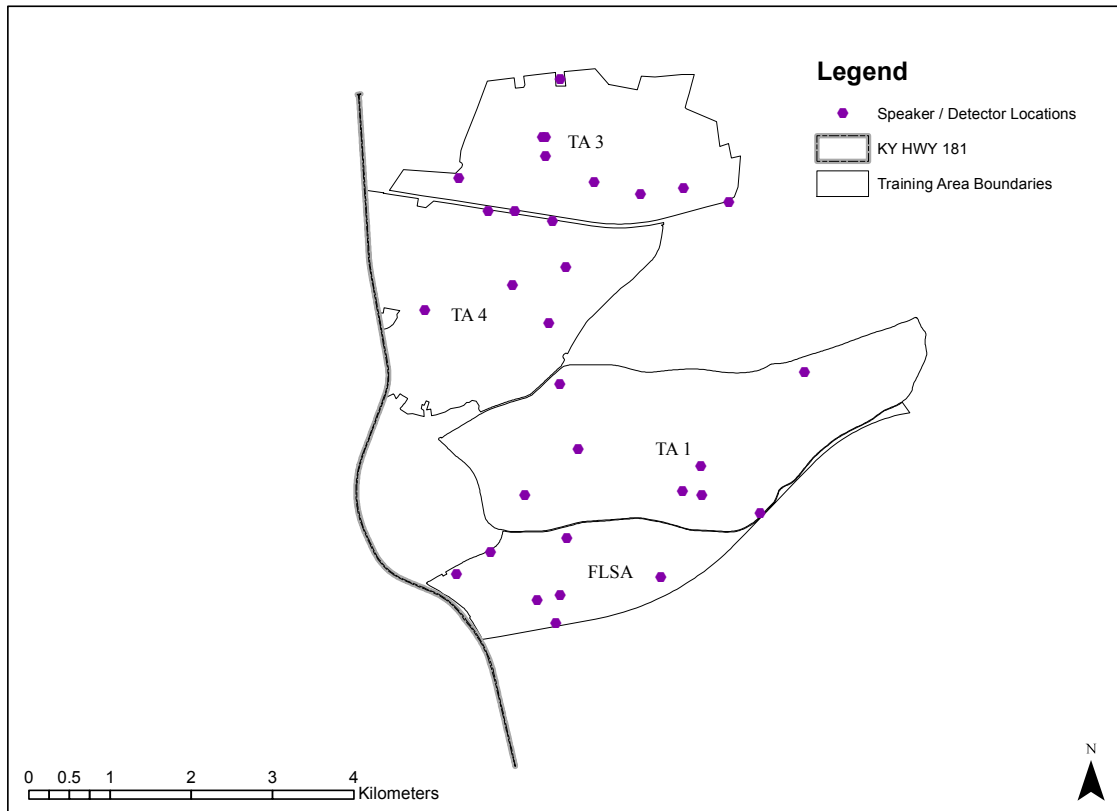 Legend
Speaker / Detector Locations
KY HWY 181
Training Area Boundaries
TA 3
TA 4
TA 1
FLSA
N
0 0.5 1 2 3 4
Kilometers